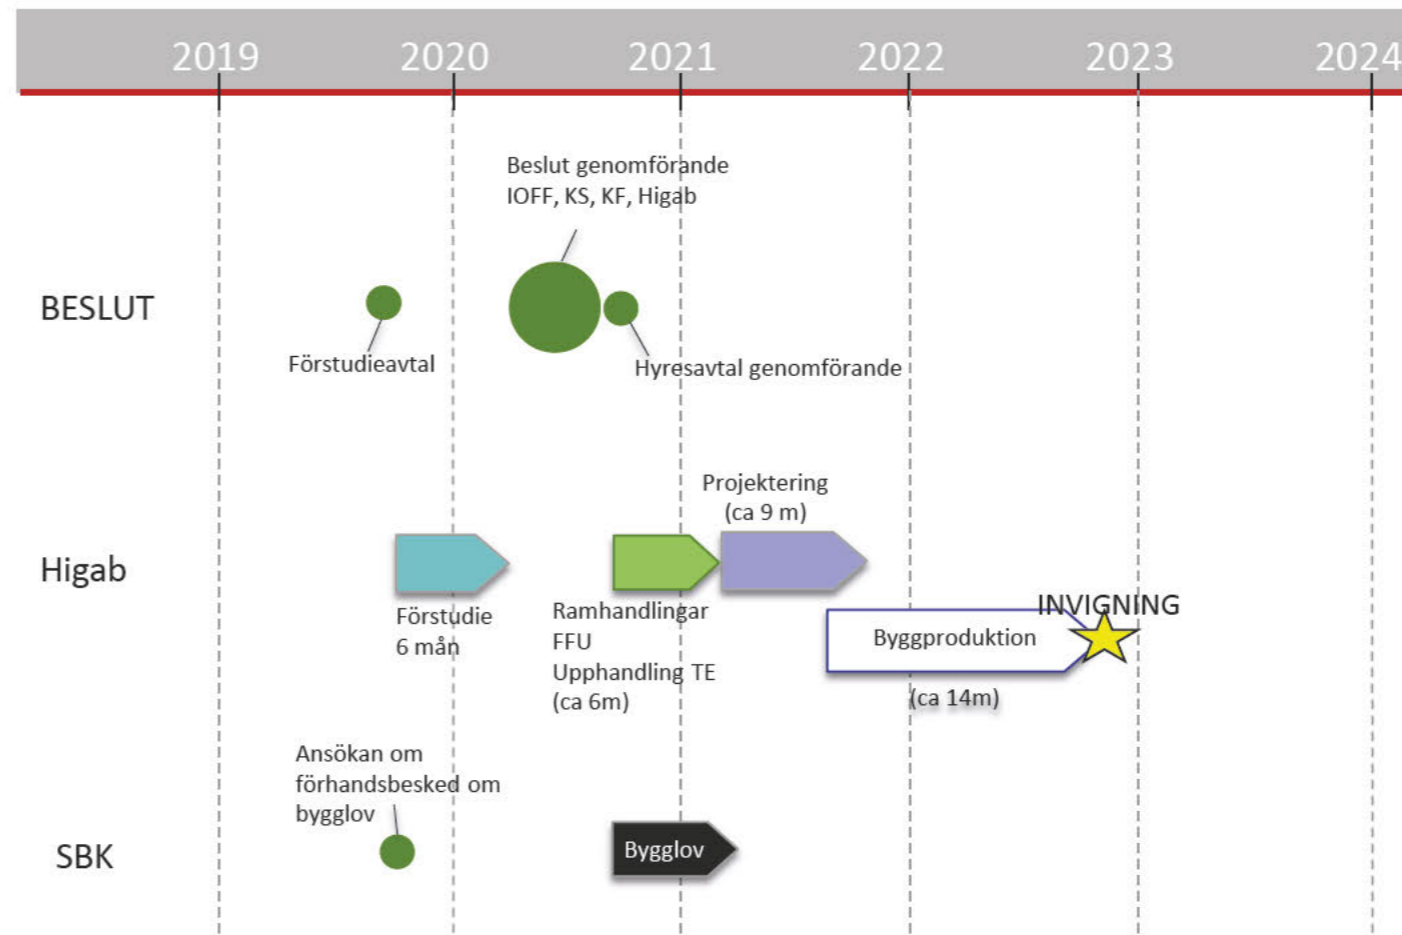 2019 2020 2021 2022 2023 2024
Beslut genomförande
IOFF, KS, KF, Higab
BESLUT
Förstudieavtal
Hyresavtal genomförande
Projektering
(ca 9 m)
Higab
Förstudie
6 mån
Ramhandlingar
FFU
Upphandling TE
(ca 6m)
INVIGNING
Byggproduktion
(ca 14m)
Ansökan om
förhandsbesked om
bygglov
SBK
Bygglov